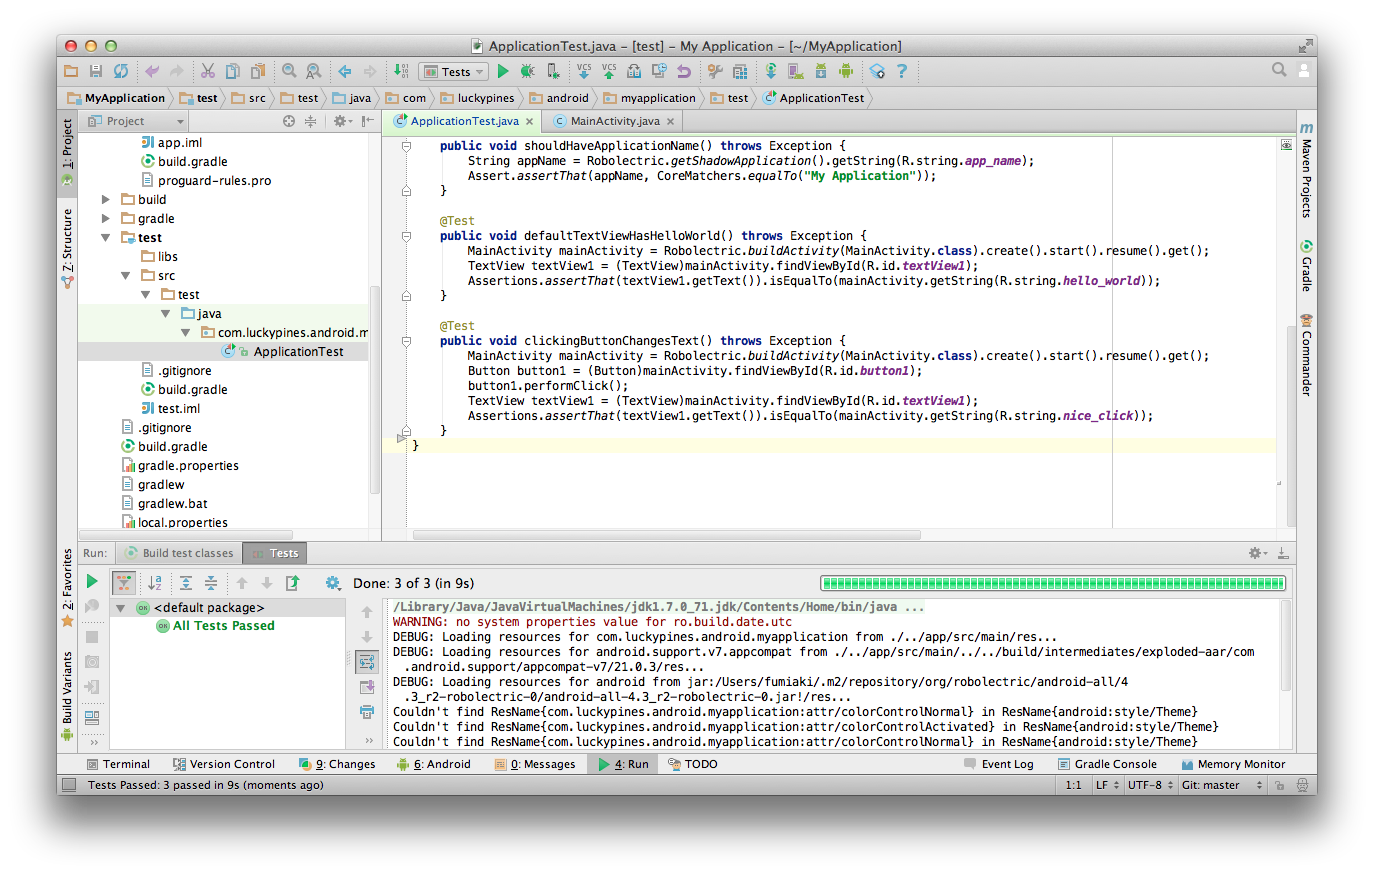 ApplicationTest.java – [test] – My Application – [~/MyApplication]
Tests
VCS VCS
MyApplication test src test java com luckypines android myapplication test ApplicationTest
1: Project
Z: Structure
2: Favorites
Build Variants
Project
app.iml
build.gradle
proguard-rules.pro
build
gradle
test
libs
src
test
java
com.luckypines.android.m
ApplicationTest
.gitignore
build.gradle
test.iml
.gitignore
build.gradle
gradle.properties
gradlew
gradlew.bat
local.properties
ApplicationTest.java MainActivity.java
public void shouldHaveApplicationName() throws Exception {
String appName = Robolectric.getShadowApplication().getString(R.string.app_name);
Assert.assertThat(appName, CoreMatchers.equalTo("My Application"));
}
@Test
public void defaultTextViewHasHelloWorld() throws Exception {
MainActivity mainActivity = Robolectric.buildActivity(MainActivity.class).create().start().resume().get();
TextView textView1 = (TextView)mainActivity.findViewById(R.id.textView1);
Assertions.assertThat(textView1.getText()).isEqualTo(mainActivity.getString(R.string.hello_world));
}
@Test
public void clickingButtonChangesText() throws Exception {
MainActivity mainActivity = Robolectric.buildActivity(MainActivity.class).create().start().resume().get();
Button button1 = (Button)mainActivity.findViewById(R.id.button1);
button1.performClick();
TextView textView1 = (TextView)mainActivity.findViewById(R.id.textView1);
Assertions.assertThat(textView1.getText()).isEqualTo(mainActivity.getString(R.string.nice_click));
}
}
m Maven Projects
Gradle
Commander
Run: Build test classes Tests
Done: 3 of 3 (in 9s)
<default package>
All Tests Passed
/Library/Java/JavaVirtualMachines/jdk1.7.0_71.jdk/Contents/Home/bin/java ...
WARNING: no system properties value for ro.build.date.utc
DEBUG: Loading resources for com.luckypines.android.myapplication from ./../app/src/main/res...
DEBUG: Loading resources for android.support.v7.appcompat from ./../app/src/main/../../build/intermediates/exploded-aar/com
.android.support/appcompat-v7/21.0.3/res...
DEBUG: Loading resources for android from jar:/Users/fumiaki/.m2/repository/org/robolectric/android-all/4
.3_r2-robolectric-0/android-all-4.3_r2-robolectric-0.jar!/res...
Couldn't find ResName{com.luckypines.android.myapplication:attr/colorControlNormal} in ResName{android:style/Theme}
Couldn't find ResName{com.luckypines.android.myapplication:attr/colorControlActivated} in ResName{android:style/Theme}
Couldn't find ResName{com.luckypines.android.myapplication:attr/colorControlNormal} in ResName{android:style/Theme}
Terminal Version Control 9: Changes 6: Android 0: Messages 4: Run TODO Event Log Gradle Console Memory Monitor
Tests Passed: 3 passed in 9s (moments ago) 1:1 LF UTF-8 Git: master